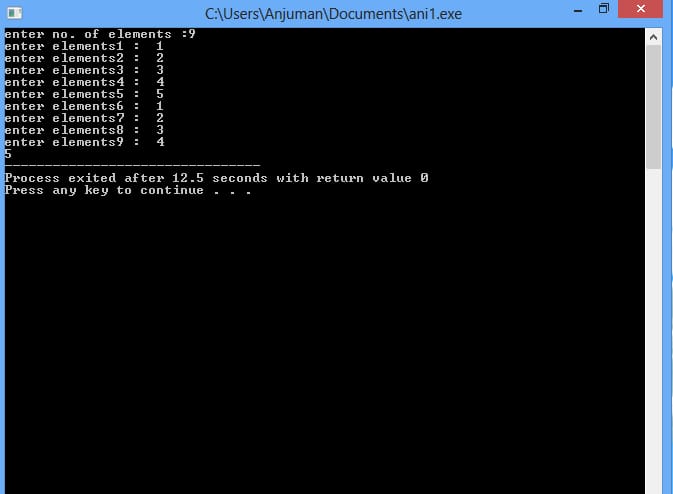 C:\Users\Anjuman\Documents\ani1.exe
enter no. of elements :9
enter elements1 :  1
enter elements2 :  2
enter elements3 :  3
enter elements4 :  4
enter elements5 :  5
enter elements6 :  1
enter elements7 :  2
enter elements8 :  3
enter elements9 :  4
5
--------------------------------
Process exited after 12.5 seconds with return value 0
Press any key to continue . . .